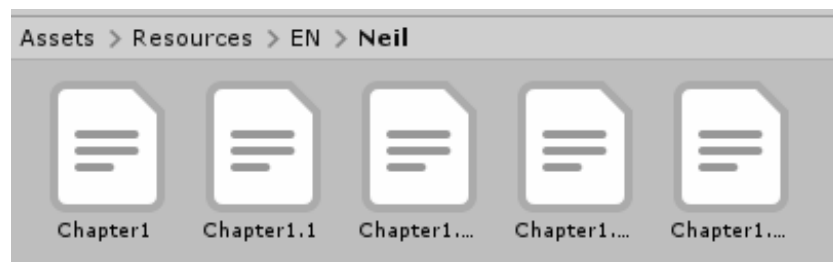 Assets > Resources > EN > Neil
Chapter1 Chapter1.1 Chapter1.... Chapter1.... Chapter1....